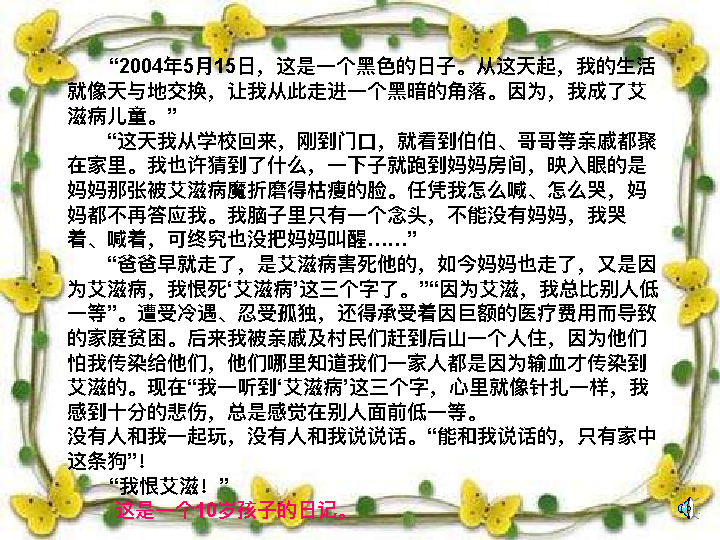 “2004年5月15日，这是一个黑色的日子。从这天起，我的生活
就像天与地交换，让我从此走进一个黑暗的角落。因为，我成了艾
滋病儿童。”
“这天我从学校回来，刚到门口，就看到伯伯、哥哥等亲戚都聚
在家里。我也许猜到了什么，一下子就跑到妈妈房间，映入眼的是
妈妈那张被艾滋病魔折磨得枯瘦的脸。任凭我怎么喊、怎么哭，妈
妈都不再答应我。我脑子里只有一个念头，不能没有妈妈，我哭
着、喊着，可终究也没把妈妈叫醒……”
“爸爸早就走了，是艾滋病害死他的，如今妈妈也走了，又是因
为艾滋病，我恨死‘艾滋病’这三个字了。”“因为艾滋，我总比别人低
一等”。遭受冷遇、忍受孤独，还得承受着因巨额的医疗费用而导致
的家庭贫困。后来我被亲戚及村民们赶到后山一个人住，因为他们
怕我传染给他们，他们哪里知道我们一家人都是因为输血才传染到
艾滋的。现在“我一听到‘艾滋病’这三个字，心里就像针扎一样，我
感到十分的悲伤，总是感觉在别人面前低一等。
没有人和我一起玩，没有人和我说说话。“能和我说话的，只有家中
这条狗”！
“我恨艾滋！”
这是一个10岁孩子的日记。